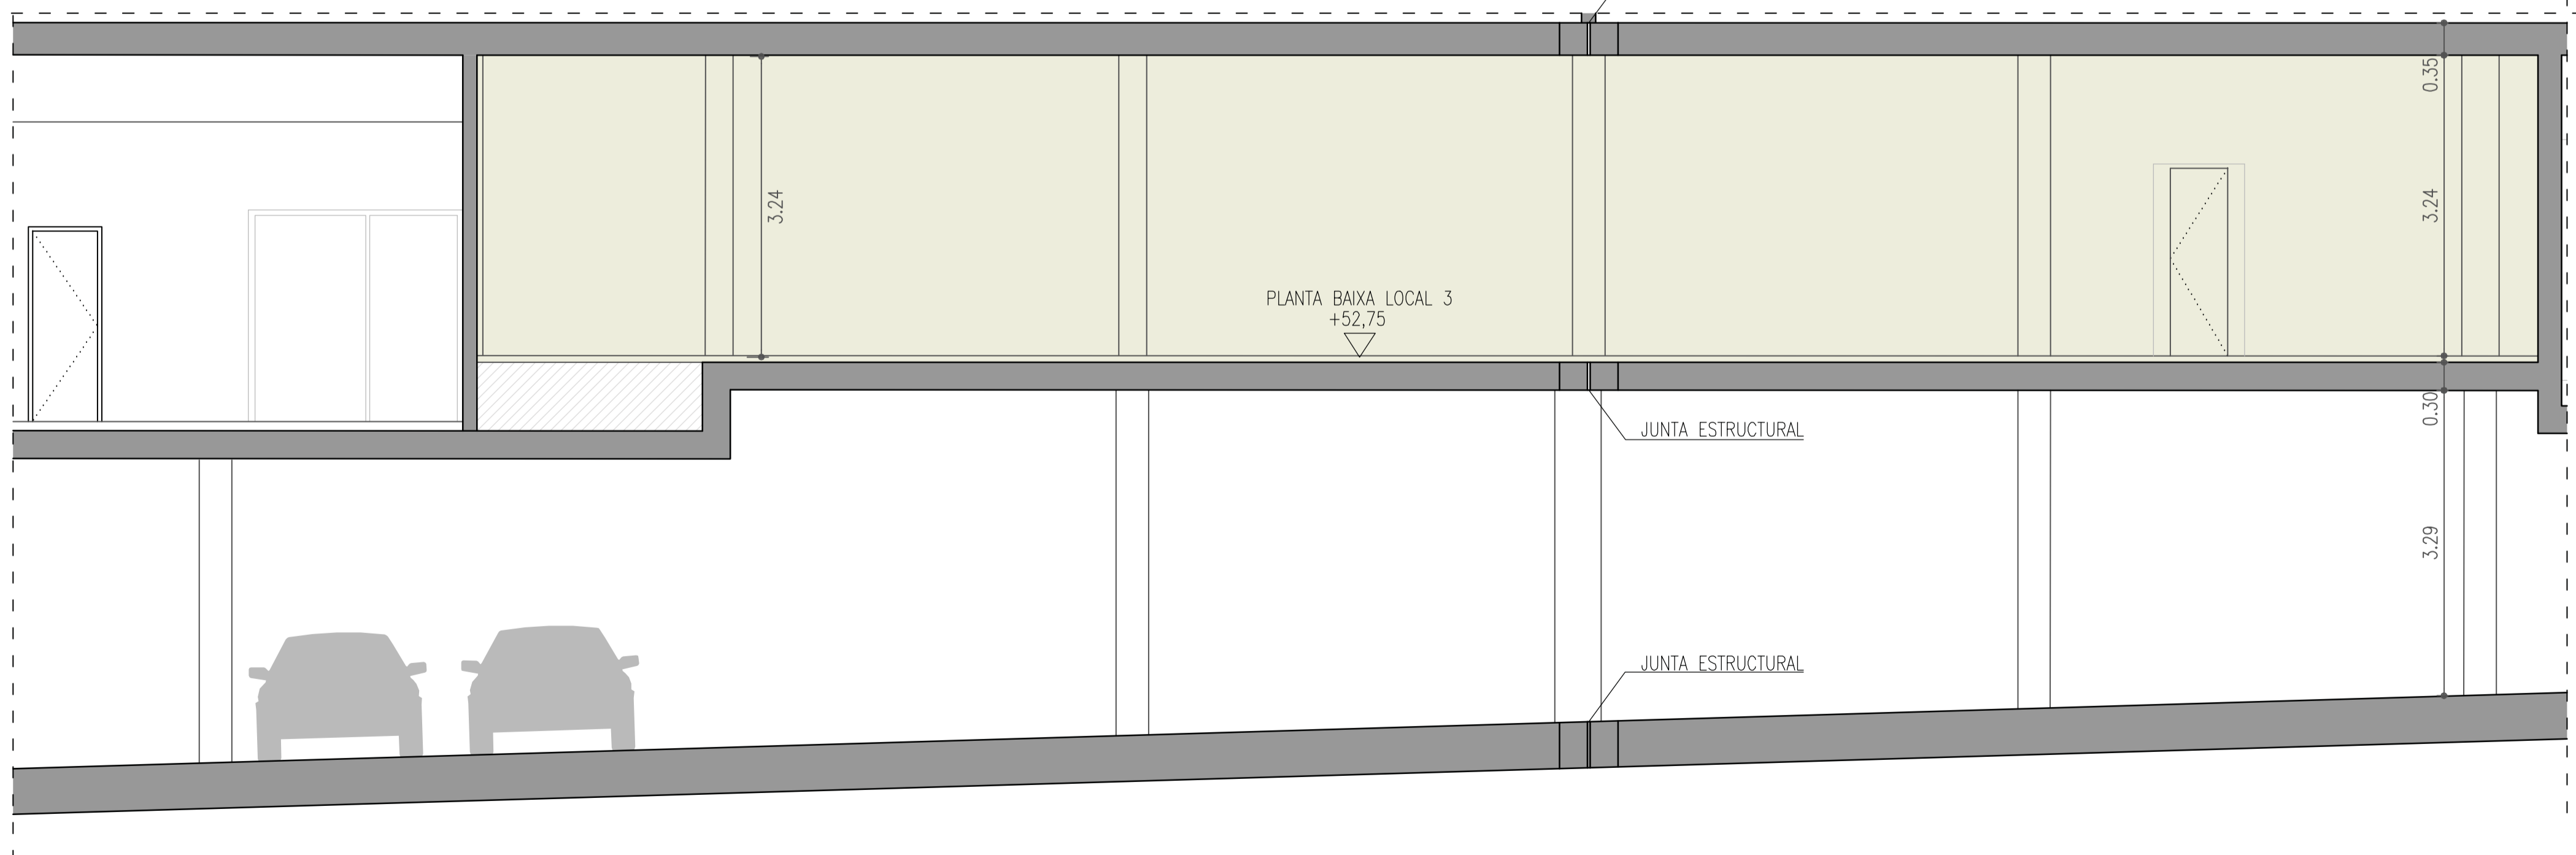 0.35
3.24
3.24
PLANTA BAIXA LOCAL 3
+52,75
0.30
JUNTA ESTRUCTURAL
3.29
JUNTA ESTRUCTURAL